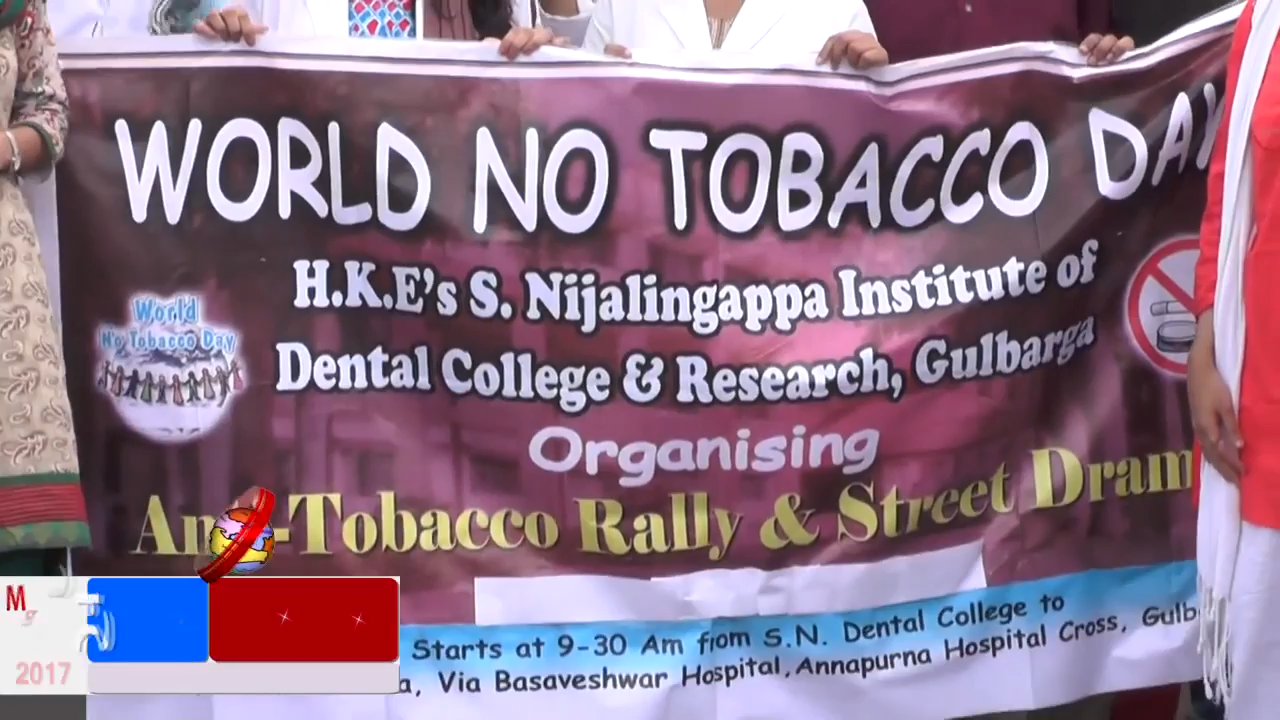 WORLD NO TOBACCO DAY
H.K.E's S. Nijalingappa Institute of
Dental College & Research, Gulbarga
World
No Tobacco Day
Organising
-Tobacco Rally & Street Dram
Starts at 9-30 Am from S.N. Dental College to
a, Via Basaveshwar Hospital, Annapurna Hospital Cross, Gulb
2017